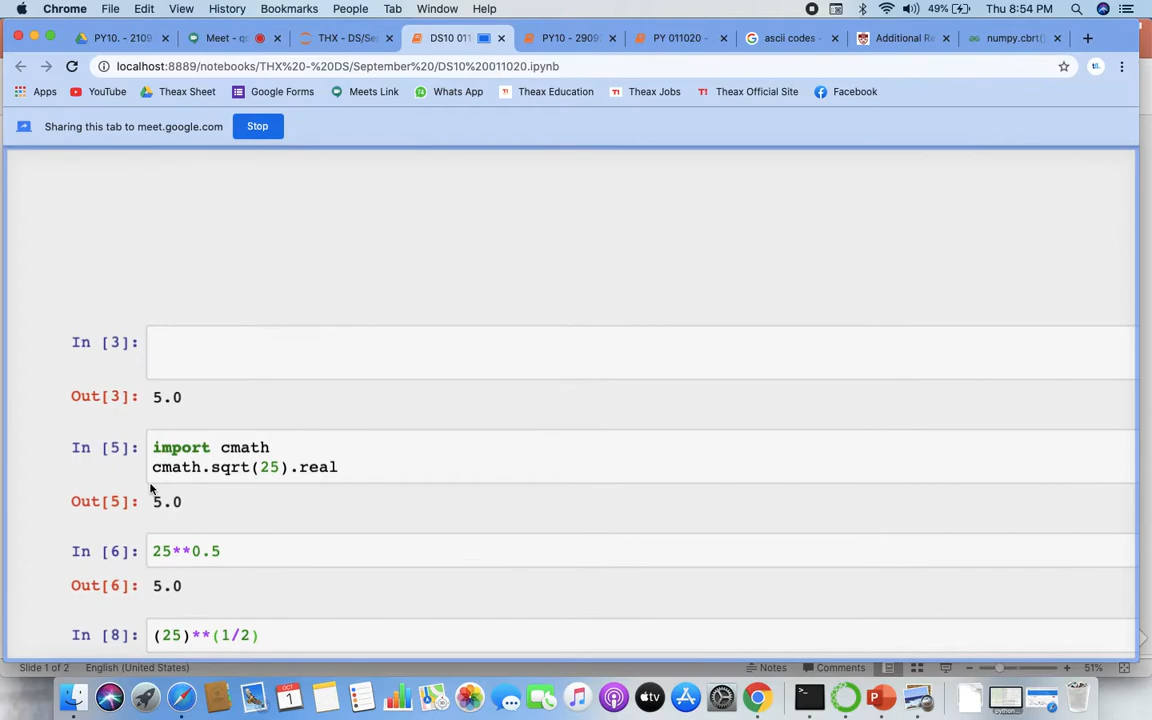 Chrome File Edit View History Bookmarks People Tab Window Help 49% Thu 8:54 PM
PY10. - 2109 Meet - qc THX - DS/Se DS10 011 PY10 - 2909 PY 011020 - ascii codes - Additional Re numpy.cbrt()
localhost:8889/notebooks/THX%20-%20DS/September%20/DS10%20011020.ipynb
Apps YouTube Theax Sheet Google Forms Meets Link Whats App Theax Education Theax Jobs Theax Official Site Facebook
Sharing this tab to meet.google.com Stop
In [3]:
Out[3]: 5.0
In [5]: import cmath
cmath.sqrt(25).real
Out[5]: 5.0
In [6]: 25**0.5
Out[6]: 5.0
In [8]: (25)**(1/2)
Slide 1 of 2 English (United States) Notes Comments 51%
OCT
1